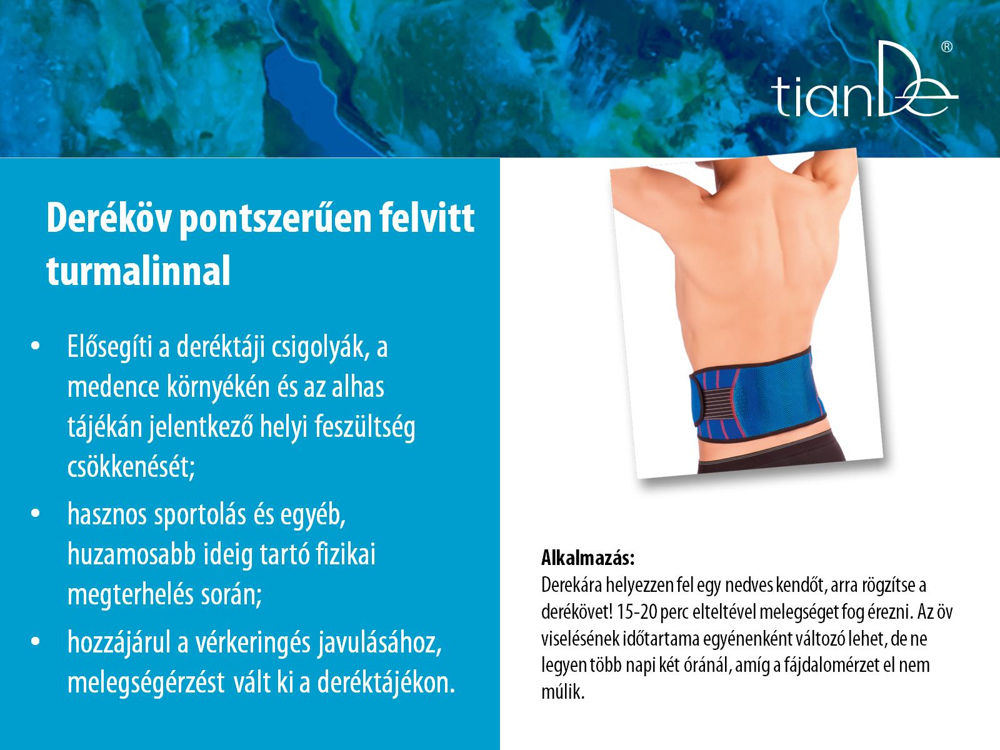 tianDe®
Deréköv pontszerűen felvitt
turmalinnal
• Elősegíti a deréktáji csigolyák, a
medence környékén és az alhas
tájékán jelentkező helyi feszültség
csökkenését;
• hasznos sportolás és egyéb,
huzamosabb ideig tartó fizikai
megterhelés során;
• hozzájárul a vérkeringés javulásához,
melegségérzést vált ki a deréktájékon.
Alkalmazás:
Derekára helyezzen fel egy nedves kendőt, arra rögzítse a
derékövet! 15-20 perc elteltével melegséget fog érezni. Az öv
viselésének időtartama egyénenként változó lehet, de ne
legyen több napi két óránál, amíg a fájdalomérzet el nem
múlik.